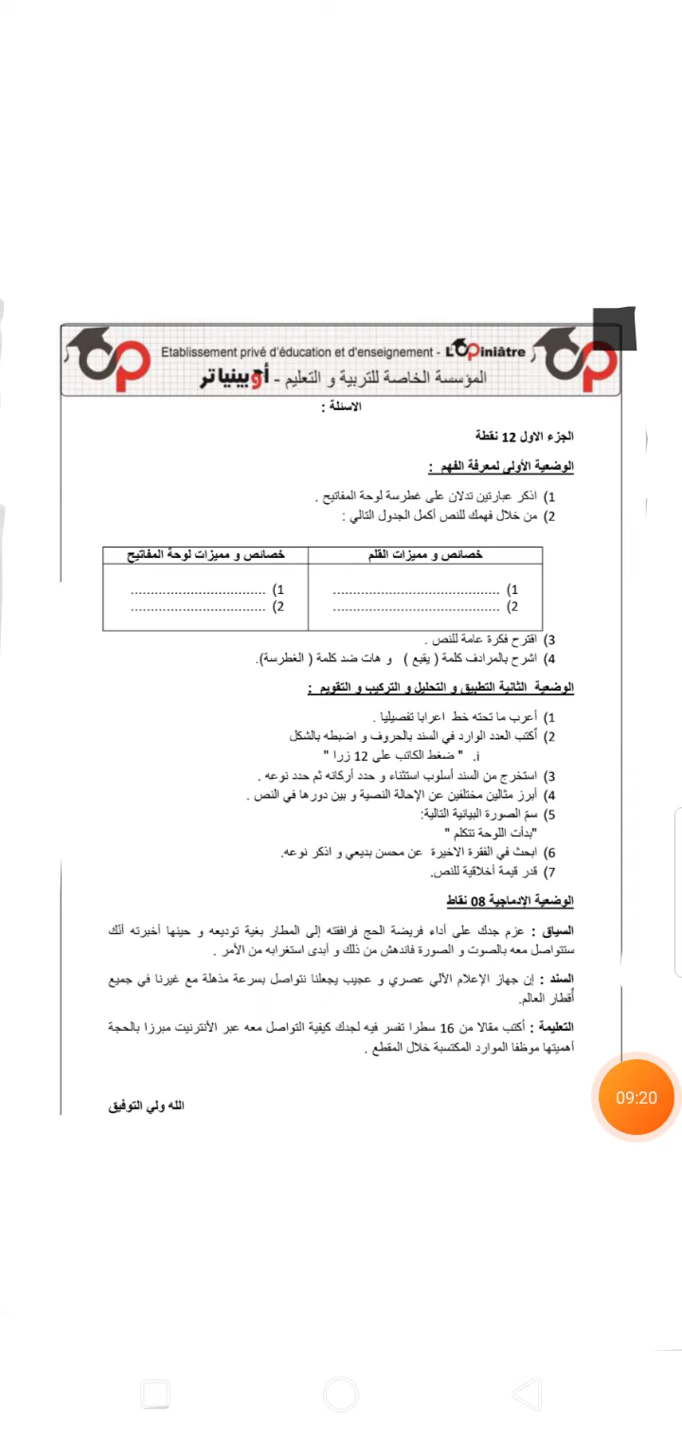 Etablissement privé d'éducation et d'enseignement - L'OPiniâtre
المؤسسة الخاصة للتربية و التعليم - أوبينياتر
الاسئلة :
الجزء الاول 12 نقطة
الوضعية الأولى لمعرفة الفهم :
1) اذكر عبارتين تدلان على غطرسة لوحة المفاتيح .
2) من خلال فهمك للنص أكمل الجدول التالي :
خصائص و مميزات القلم خصائص و مميزات لوحة المفاتيح
1) .......................................... 1) ..................................
2) .......................................... 2) ..................................
3) اقترح فكرة عامة للنص .
4) اشرح بالمرادف كلمة ( يقبع ) و هات ضد كلمة ( الغطرسة).
الوضعية الثانية التطبيق و التحليل و التركيب و التقويم :
1) أعرب ما تحته خط اعرابا تفصيليا .
2) أكتب العدد الوارد في السند بالحروف و اضبطه بالشكل
i. " ضغط الكاتب على 12 زرا "
3) استخرج من السند أسلوب استثناء و حدد أركانه ثم حدد نوعه .
4) أبرز مثالين مختلفين عن الإحالة النصية و بين دورها في النص .
5) سمّ الصورة البيانية التالية:
"بدأت اللوحة تتكلم "
6) ابحث في الفقرة الاخيرة عن محسن بديعي و اذكر نوعه.
7) قدر قيمة أخلاقية للنص.
الوضعية الإدماجية 08 نقاط
السياق : عزم جدك على أداء فريضة الحج فرافقته إلى المطار بغية توديعه و حينها أخبرته أنّك
ستتواصل معه بالصوت و الصورة فاندهش من ذلك و أبدى استغرابه من الأمر .
السند : إن جهاز الإعلام الآلي عصري و عجيب يجعلنا نتواصل بسرعة مذهلة مع غيرنا في جميع
أقطار العالم.
التعليمة : أكتب مقالا من 16 سطرا تفسر فيه لجدك كيفية التواصل معه عبر الأنترنيت مبرزا بالحجة
أهميتها موظفا الموارد المكتسبة خلال المقطع .
الله ولي التوفيق
09:20